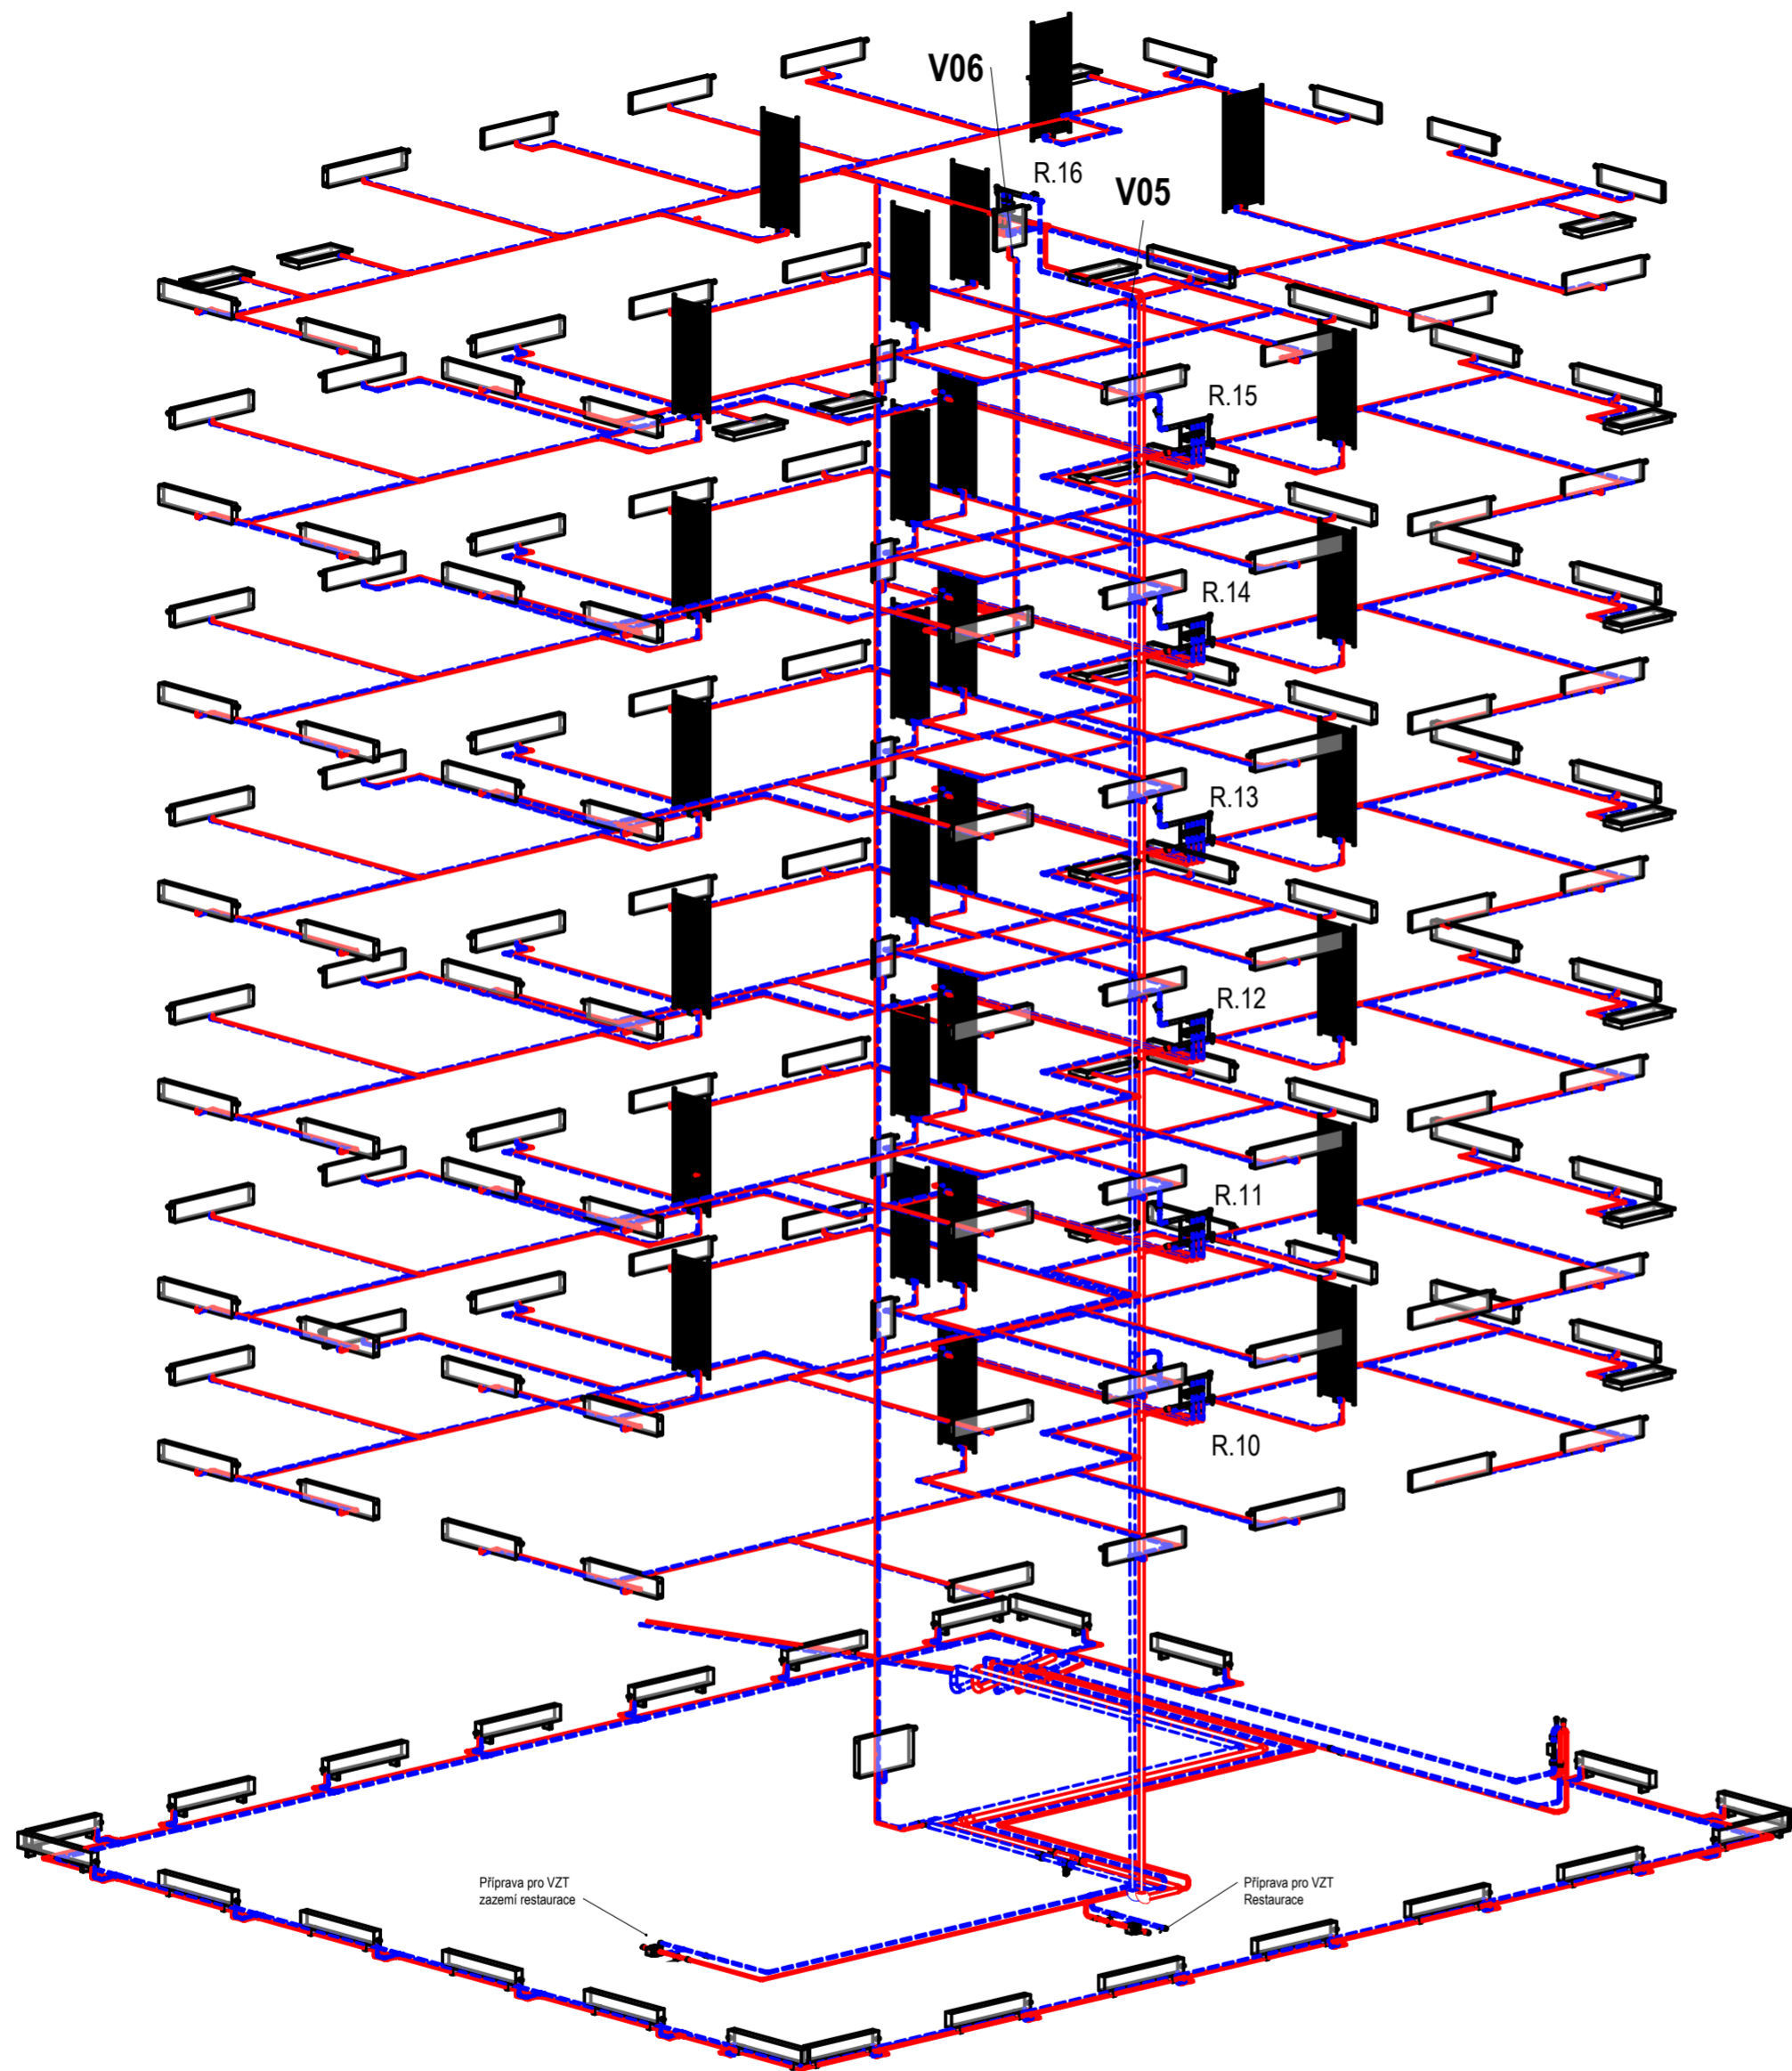 V06
R.16
V05
R.15
R.14
R.13
R.12
R.11
R.10
Příprava pro VZT
zazemí restaurace
Příprava pro VZT
Restaurace